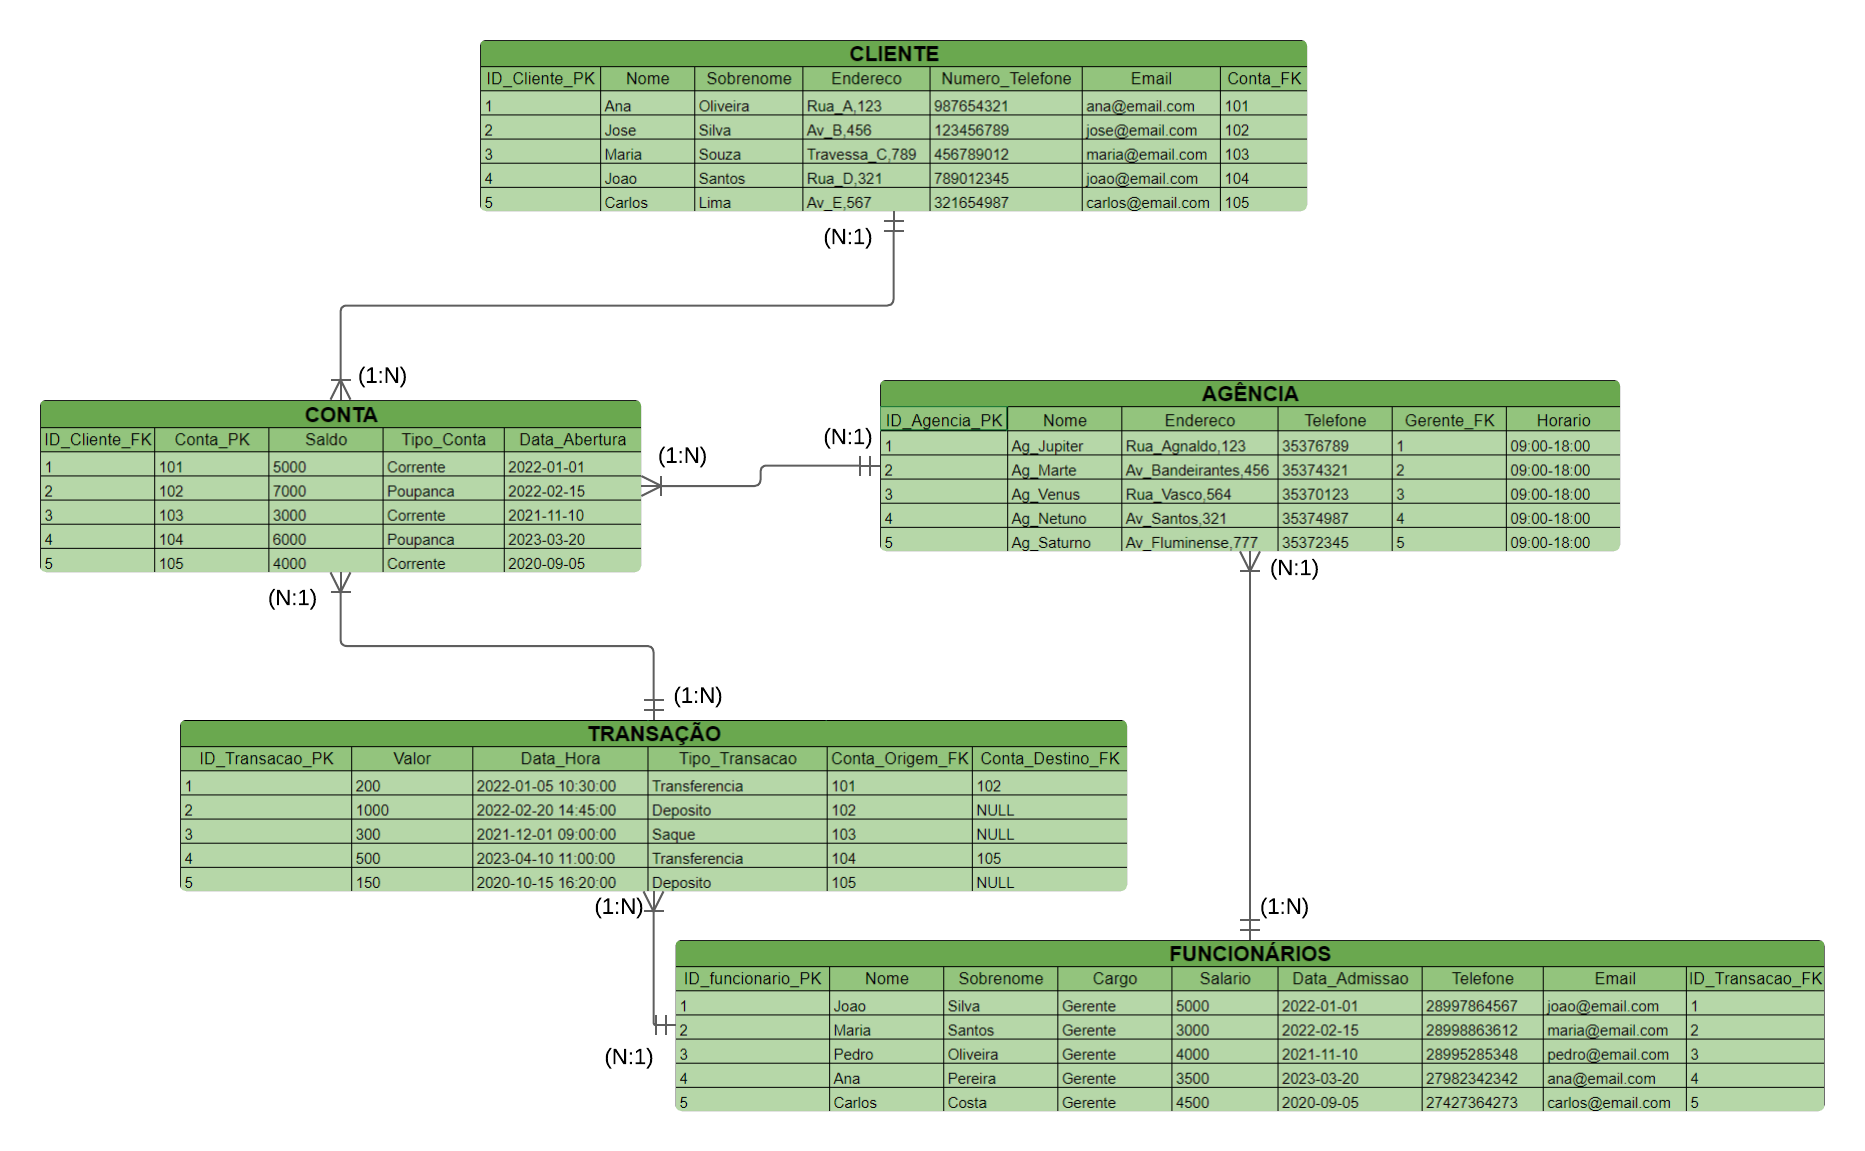 CLIENTE
ID_Cliente_PK Nome Sobrenome Endereco Numero_Telefone Email Conta_FK
1 Ana Oliveira Rua_A,123 987654321 ana@email.com 101
2 Jose Silva Av_B,456 123456789 jose@email.com 102
3 Maria Souza Travessa_C,789 456789012 maria@email.com 103
4 Joao Santos Rua_D,321 789012345 joao@email.com 104
5 Carlos Lima Av_E,567 321654987 carlos@email.com 105
(N:1)
(1:N)
CONTA
ID_Cliente_FK Conta_PK Saldo Tipo_Conta Data_Abertura
1 101 5000 Corrente 2022-01-01
2 102 7000 Poupanca 2022-02-15
3 103 3000 Corrente 2021-11-10
4 104 6000 Poupanca 2023-03-20
5 105 4000 Corrente 2020-09-05
(1:N)
(N:1)
AGÊNCIA
ID_Agencia_PK Nome Endereco Telefone Gerente_FK Horario
1 Ag_Jupiter Rua_Agnaldo,123 35376789 1 09:00-18:00
2 Ag_Marte Av_Bandeirantes,456 35374321 2 09:00-18:00
3 Ag_Venus Rua_Vasco,564 35370123 3 09:00-18:00
4 Ag_Netuno Av_Santos,321 35374987 4 09:00-18:00
5 Ag_Saturno Av_Fluminense,777 35372345 5 09:00-18:00
(N:1)
(N:1)
(1:N)
TRANSAÇÃO
ID_Transacao_PK Valor Data_Hora Tipo_Transacao Conta_Origem_FK Conta_Destino_FK
1 200 2022-01-05 10:30:00 Transferencia 101 102
2 1000 2022-02-20 14:45:00 Deposito 102 NULL
3 300 2021-12-01 09:00:00 Saque 103 NULL
4 500 2023-04-10 11:00:00 Transferencia 104 105
5 150 2020-10-15 16:20:00 Deposito 105 NULL
(1:N)
(1:N)
(N:1)
FUNCIONÁRIOS
ID_funcionario_PK Nome Sobrenome Cargo Salario Data_Admissao Telefone Email ID_Transacao_FK
1 Joao Silva Gerente 5000 2022-01-01 28997864567 joao@email.com 1
2 Maria Santos Gerente 3000 2022-02-15 28998863612 maria@email.com 2
3 Pedro Oliveira Gerente 4000 2021-11-10 28995285348 pedro@email.com 3
4 Ana Pereira Gerente 3500 2023-03-20 27982342342 ana@email.com 4
5 Carlos Costa Gerente 4500 2020-09-05 27427364273 carlos@email.com 5